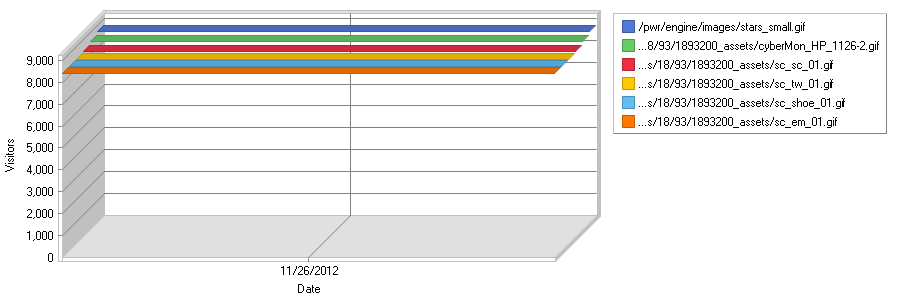 9,000
8,000
7,000
6,000
5,000
4,000
3,000
2,000
1,000
0
Visitors
11/26/2012
Date
/pwr/engine/images/stars_small.gif
...8/93/1893200_assets/cyberMon_HP_1126-2.gif
...s/18/93/1893200_assets/sc_sc_01.gif
...s/18/93/1893200_assets/sc_tw_01.gif
...s/18/93/1893200_assets/sc_shoe_01.gif
...s/18/93/1893200_assets/sc_em_01.gif